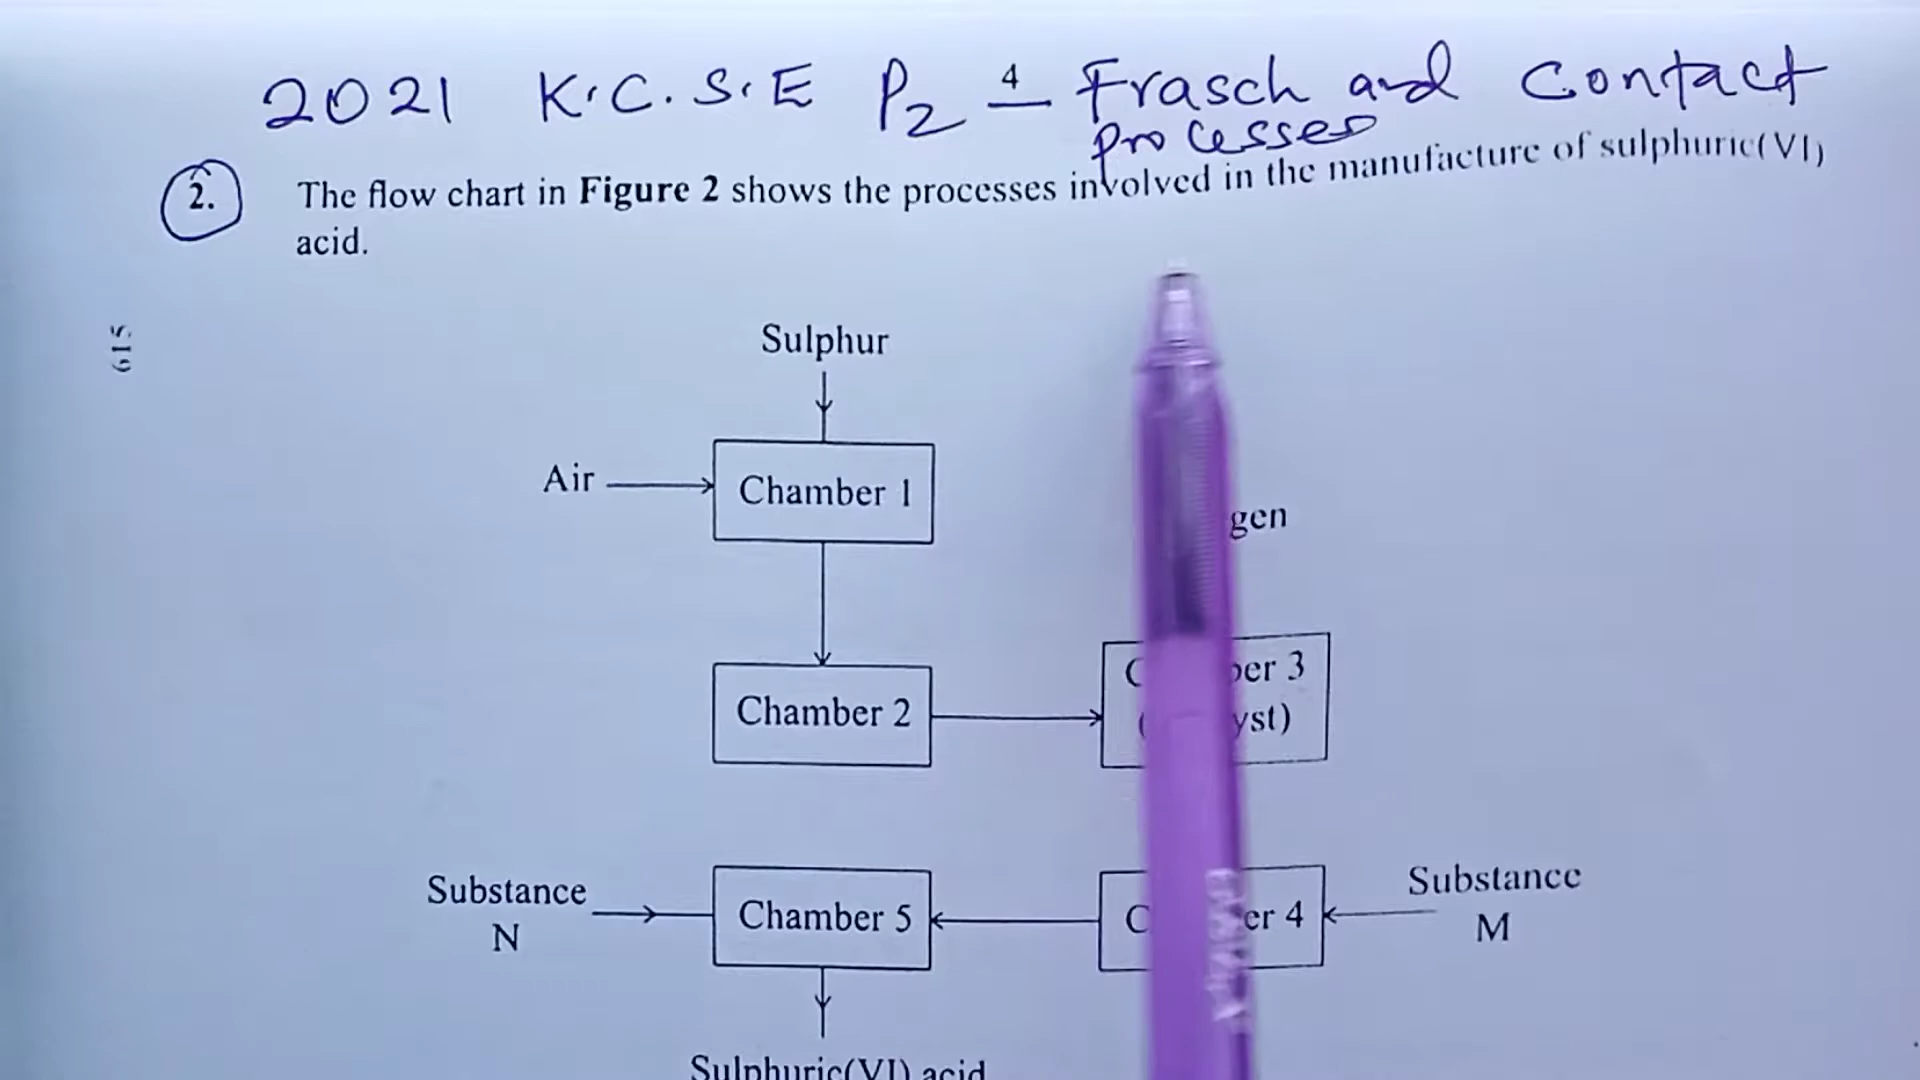 2021 K.C.S.E P2 4 - Frasch and Contact
processes
2. The flow chart in Figure 2 shows the processes involved in the manufacture of sulphuric(VI)
acid.
Sulphur
Air
Chamber 1
gen
Chamber 2
ber 3
yst)
Substance
N
Chamber 5
er 4
Substance
M
Sulphuric(VI) acid